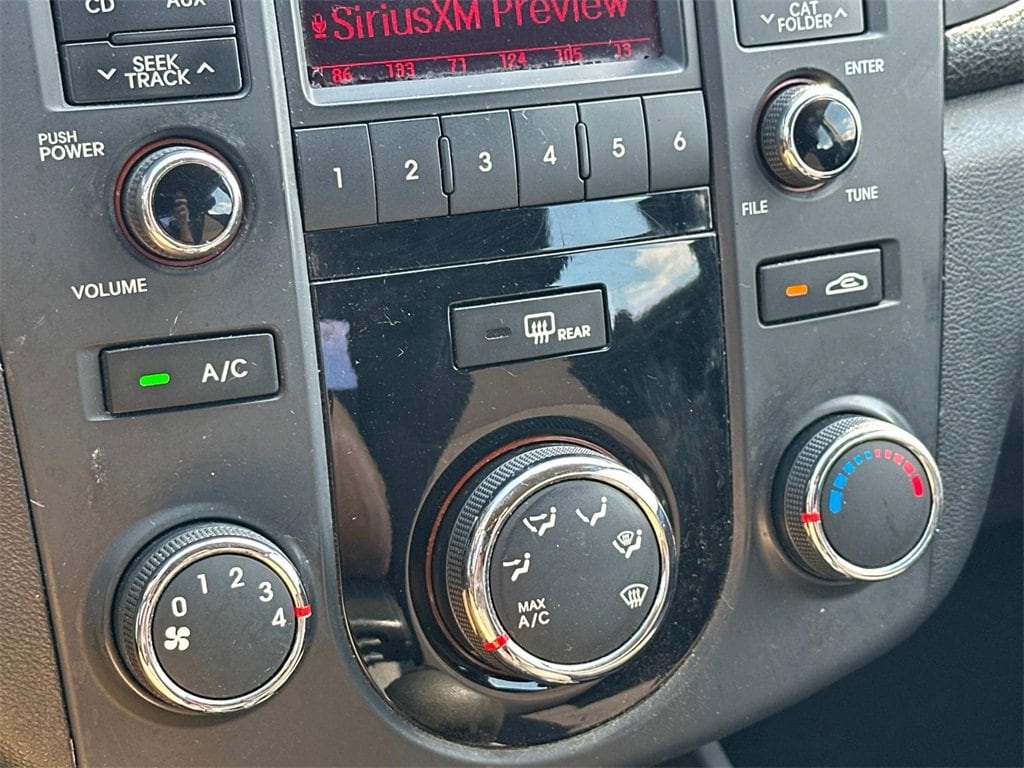 CD
AUX
SiriusXM Preview
86 133 71 124 105 13
CAT
FOLDER
SEEK
TRACK
ENTER
PUSH
POWER
1 2 3 4 5 6
FILE
TUNE
VOLUME
REAR
A/C
0 1 2 3 4
MAX
A/C